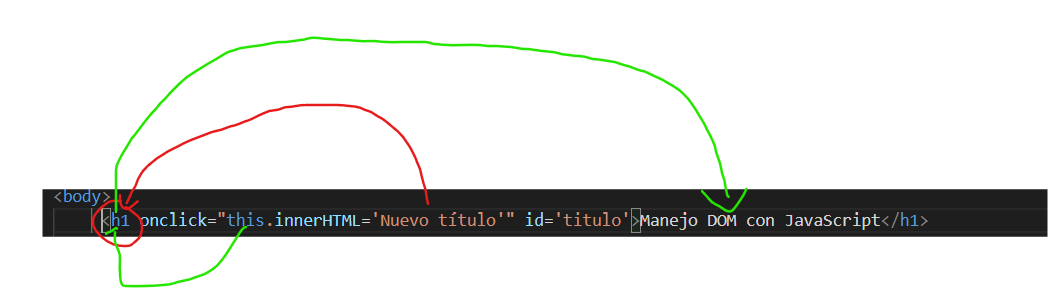 <body>
<h1 onclick="this.innerHTML='Nuevo título'" id='titulo'>Manejo DOM con JavaScript</h1>